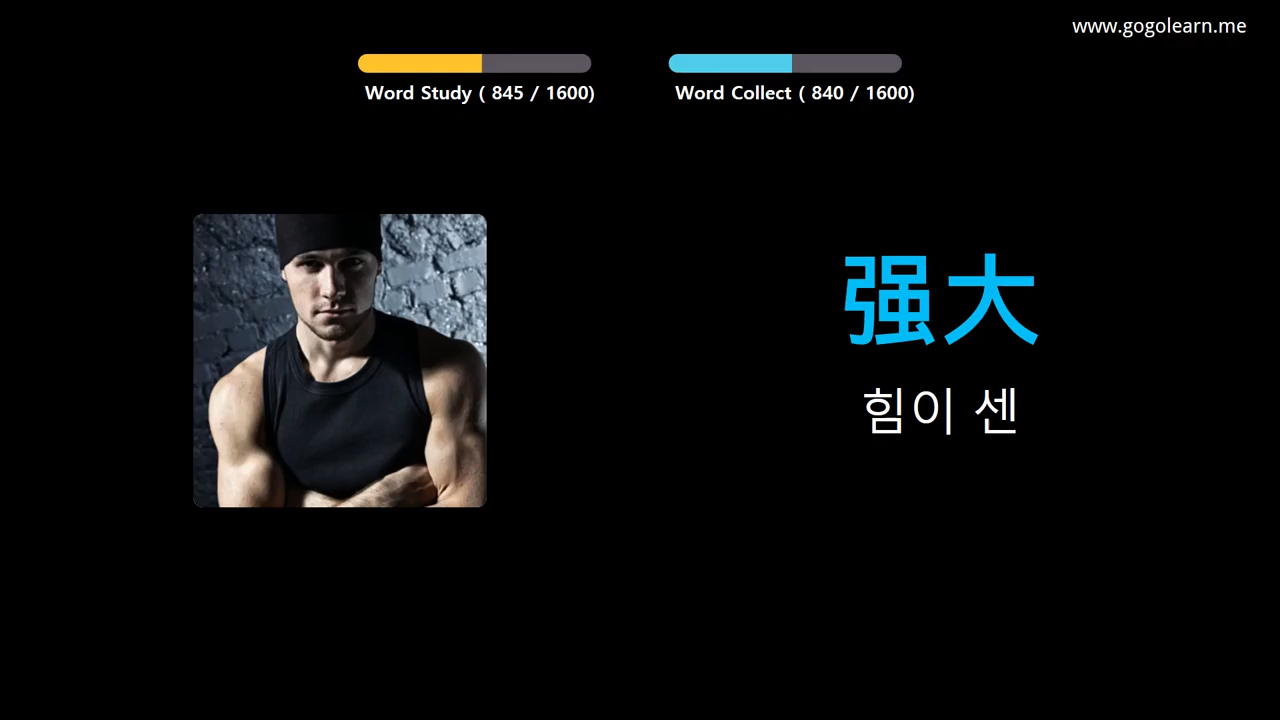 www.gogolearn.me
Word Study ( 845 / 1600)
Word Collect ( 840 / 1600)
强大
힘이 센